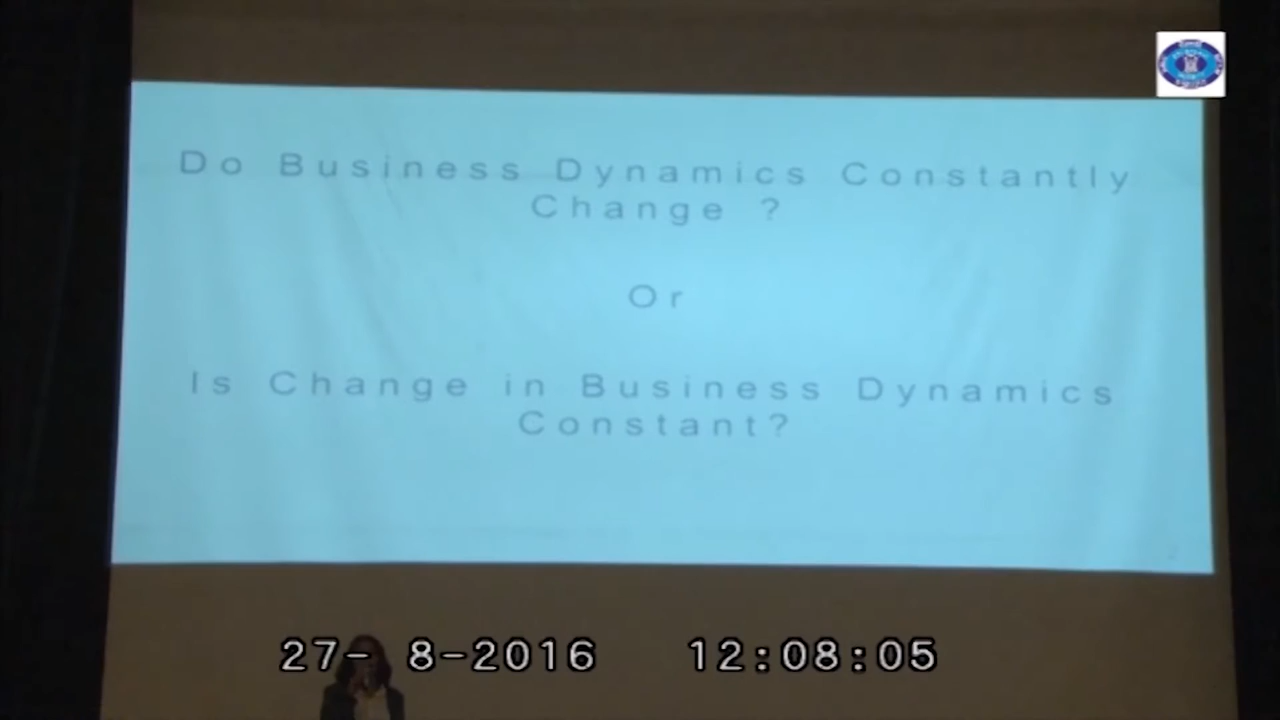 Do Business Dynamics Constantly
Change ?
Or
Is Change in Business Dynamics
Constant?
27- 8-2016 12:08:05